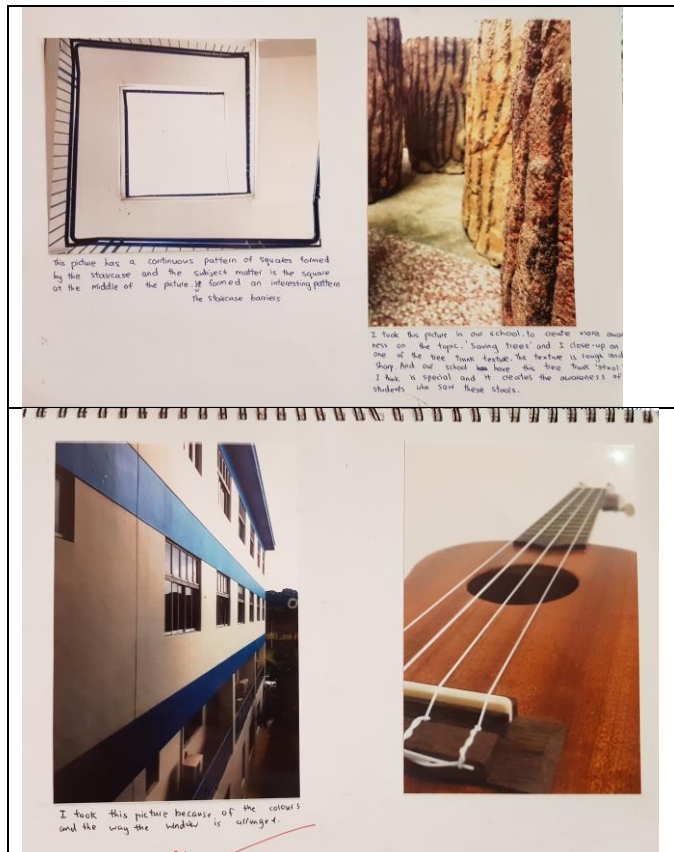 This picture has a continuous pattern of squares formed
by the staircase and the subject matter is the square
at the middle of the picture. It formed an interesting pattern
The staircase barriers
I took this picture in our school, to create more awa
ness on the topic, 'Saving trees' and I close-up on
one of the tree trunk texture. The texture is rough and
sharp. And our school have this tree trunk 'stool'
I think is special and it creates the awareness of
students who saw these stools.
I took this picture because of the colours
and the way the window is arranged.